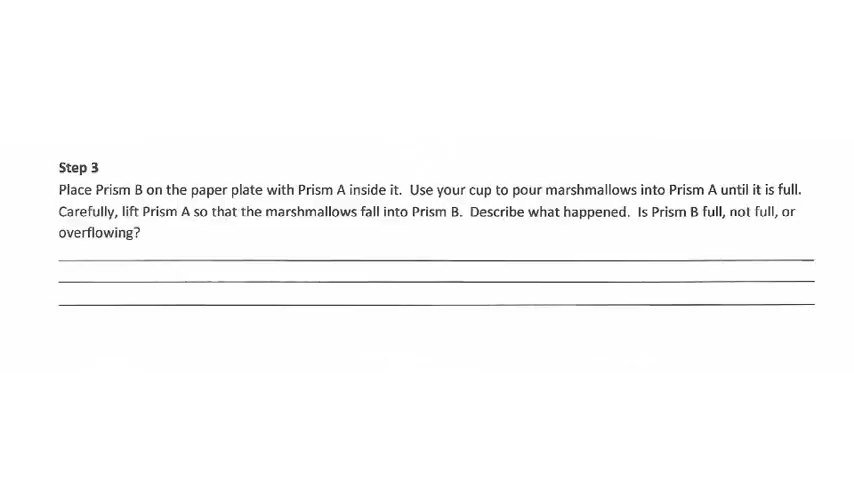 Step 3
Place Prism B on the paper plate with Prism A inside it. Use your cup to pour marshmallows into Prism A until it is full.
Carefully, lift Prism A so that the marshmallows fall into Prism B. Describe what happened. Is Prism B full, not full, or
overflowing?